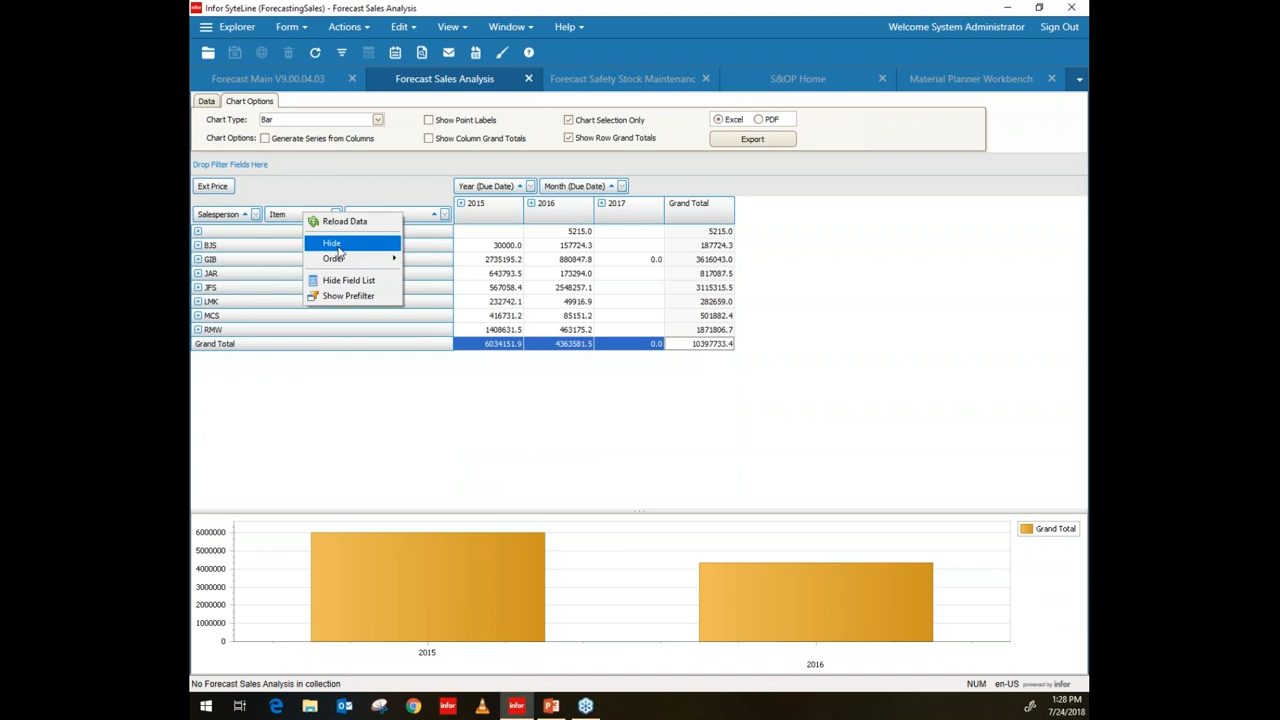 infor Infor SyteLine (ForecastingSales) - Forecast Sales Analysis
Explorer Form Actions Edit View Window Help Welcome System Administrator Sign Out
Forecast Main V9.00.04.03 Forecast Sales Analysis Forecast Safety Stock Maintenanc S&OP Home Material Planner Workbench
Data Chart Options
Chart Type: Bar Show Point Labels Chart Selection Only Excel PDF
Chart Options: Generate Series from Columns Show Column Grand Totals Show Row Grand Totals Export
Drop Filter Fields Here
Ext Price Year (Due Date) Month (Due Date)
2015 2016 2017 Grand Total
Salesperson Item
Reload Data
Hide
Order
Hide Field List
Show Prefilter
5215.0 5215.0
BJS 30000.0 157724.3 187724.3
GIB 2735195.2 880847.8 0.0 3616043.0
JAR 643793.5 173294.0 817087.5
JFS 567058.4 2548257.1 3115315.5
LMK 232742.1 49916.9 282659.0
MCS 416731.2 85151.2 501882.4
RMW 1408631.5 463175.2 1871806.7
Grand Total 6034151.9 4363581.5 0.0 10397733.4
6000000
5000000
4000000
3000000
2000000
1000000
0
2015
2016
Grand Total
No Forecast Sales Analysis in collection NUM en-US powered by infor
infor infor
1:28 PM
7/24/2018